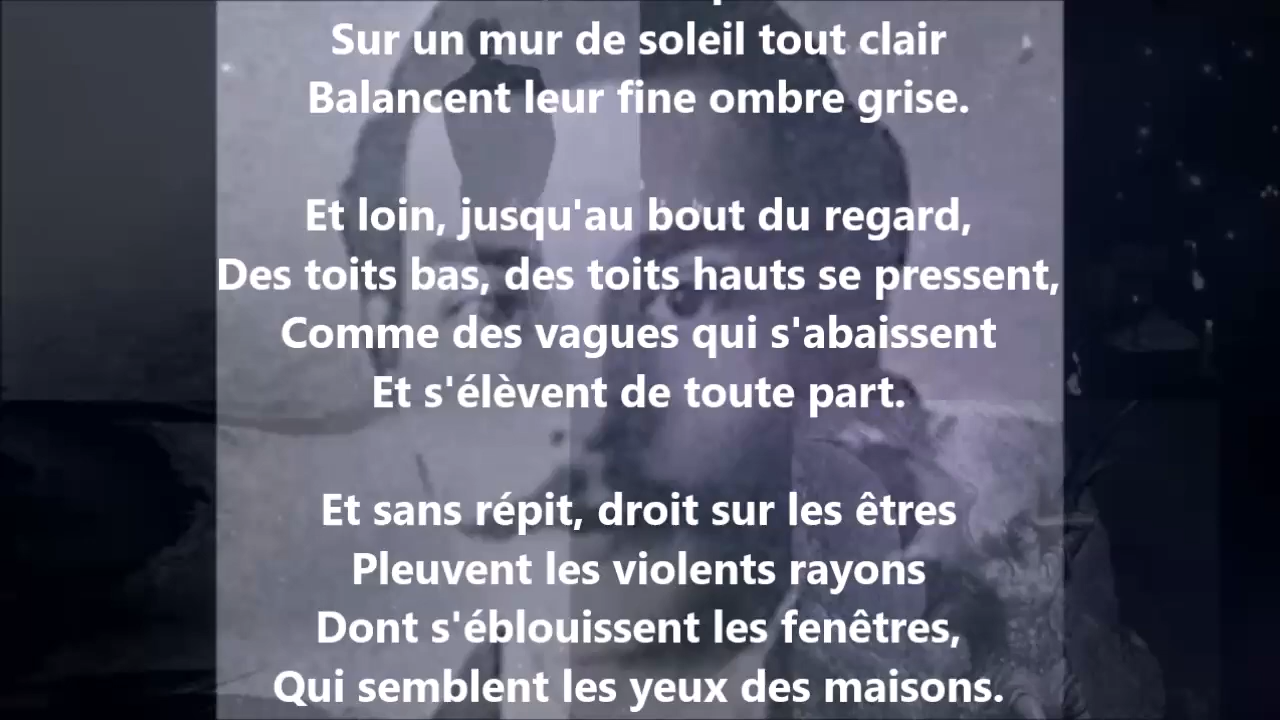 Sur un mur de soleil tout clair
Balancent leur fine ombre grise.
Et loin, jusqu'au bout du regard,
Des toits bas, des toits hauts se pressent,
Comme des vagues qui s'abaissent
Et s'élèvent de toute part.
Et sans répit, droit sur les êtres
Pleuvent les violents rayons
Dont s'éblouissent les fenêtres,
Qui semblent les yeux des maisons.